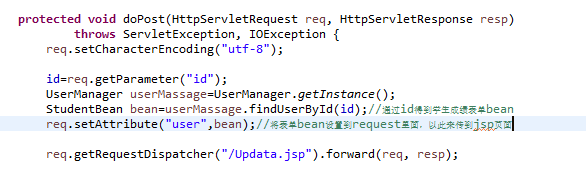 protected void doPost(HttpServletRequest req, HttpServletResponse resp)
throws ServletException, IOException {
req.setCharacterEncoding("utf-8");
id=req.getParameter("id");
UserManager userMassage=UserManager.getInstance();
StudentBean bean=userMassage.findUserById(id);//通过id得到学生成绩表单bean
req.setAttribute("user",bean);//将表单bean设置到request里面，以此来传到jsp页面
req.getRequestDispatcher("/Updata.jsp").forward(req, resp);